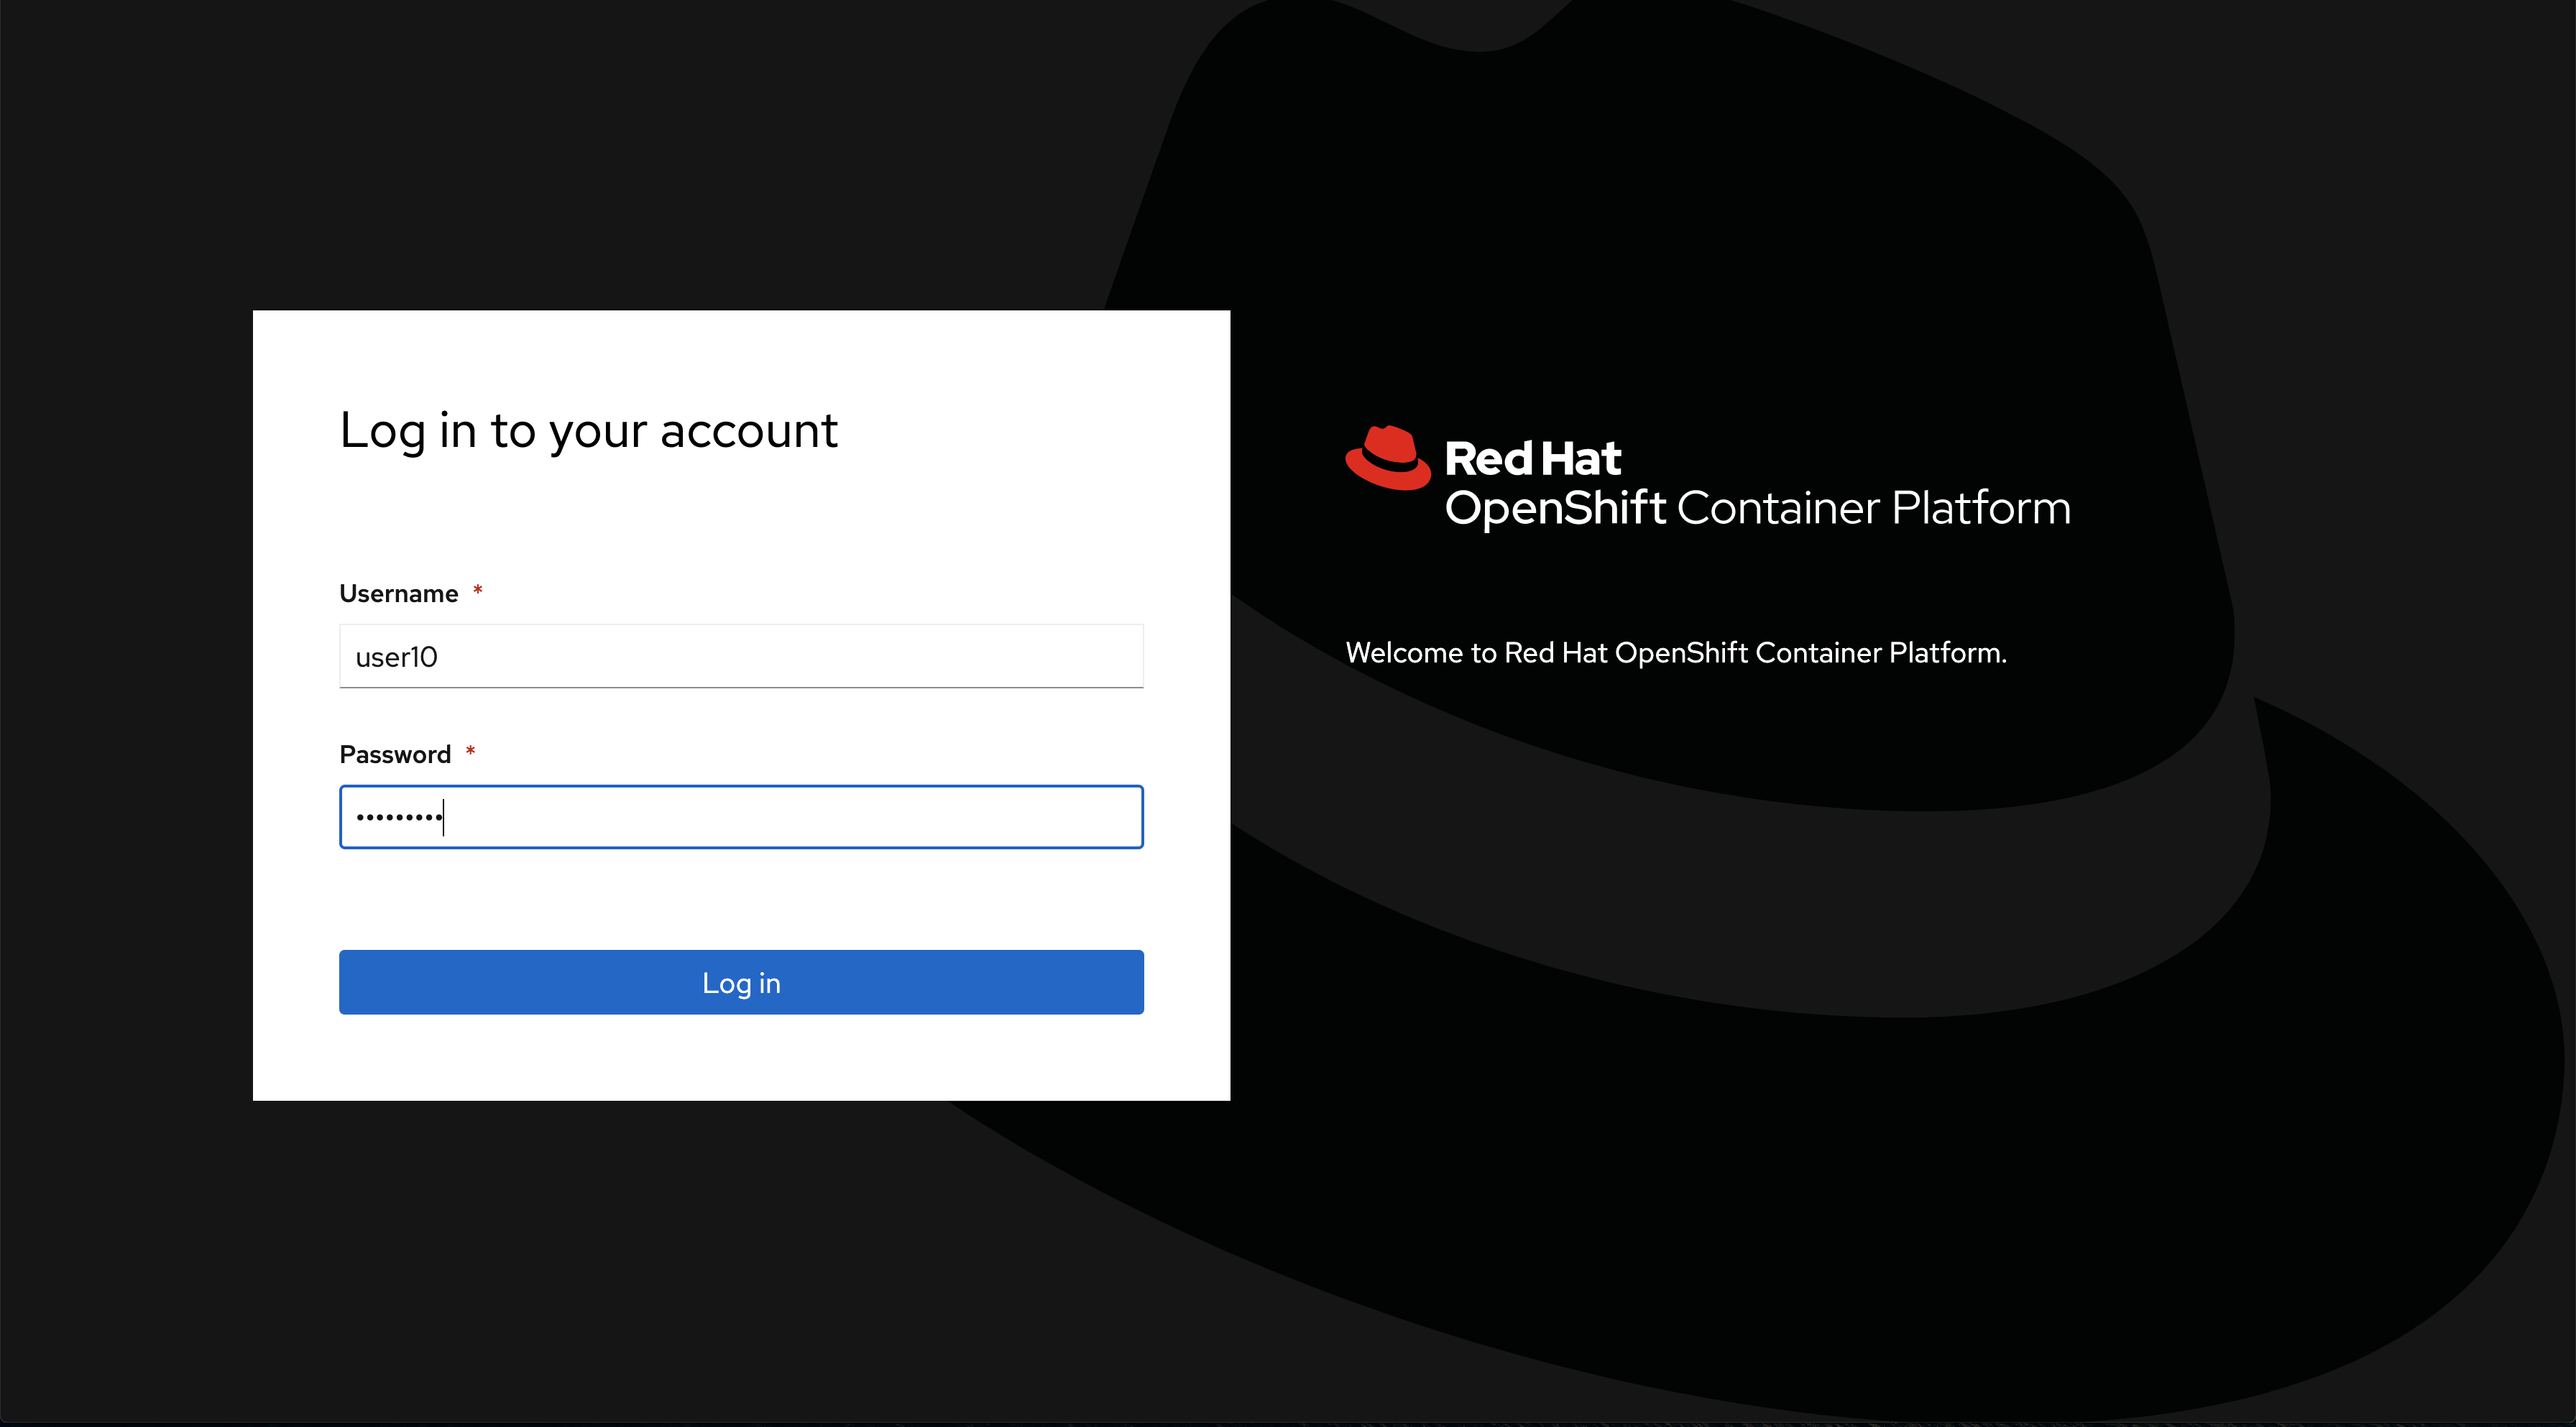 Log in to your account
Username *
user10
Password *
•••••••••
Log in
Red Hat
OpenShift Container Platform
Welcome to Red Hat OpenShift Container Platform.